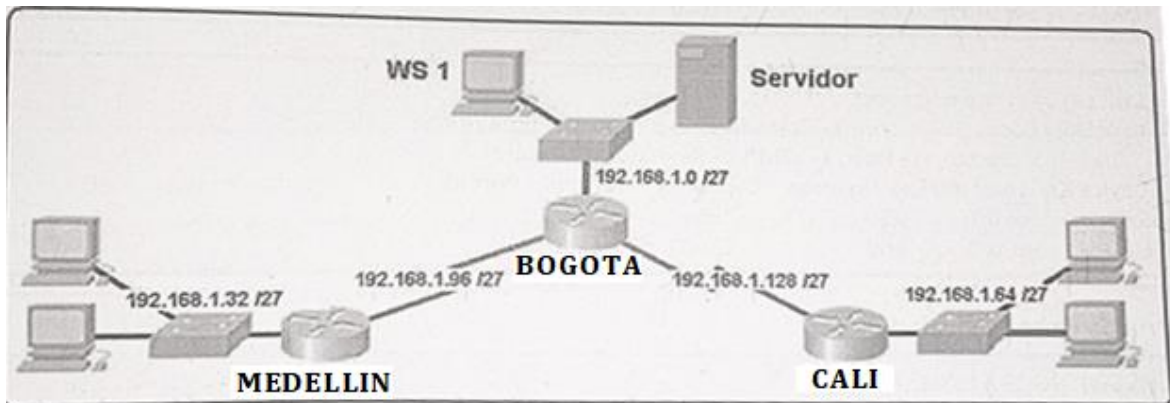 WS 1
Servidor
192.168.1.0 /27
BOGOTA
192.168.1.96 /27
192.168.1.128 /27
192.168.1.32 /27
192.168.1.64 /27
MEDELLIN
CALI